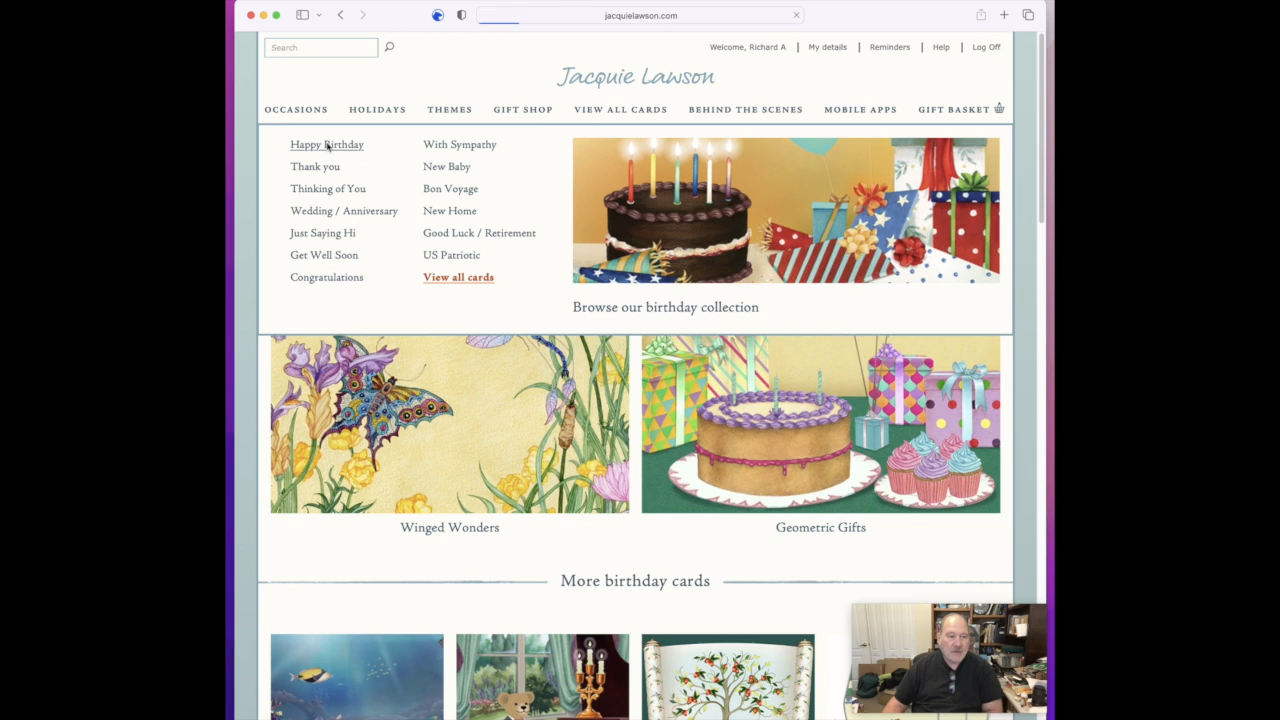 jacquielawson.com
Search
Welcome, Richard A | My details | Reminders | Help | Log Off
Jacquie Lawson
OCCASIONS HOLIDAYS THEMES GIFT SHOP VIEW ALL CARDS BEHIND THE SCENES MOBILE APPS GIFT BASKET
Happy Birthday
Thank you
Thinking of You
Wedding / Anniversary
Just Saying Hi
Get Well Soon
Congratulations
With Sympathy
New Baby
Bon Voyage
New Home
Good Luck / Retirement
US Patriotic
View all cards
Browse our birthday collection
Winged Wonders
Geometric Gifts
More birthday cards